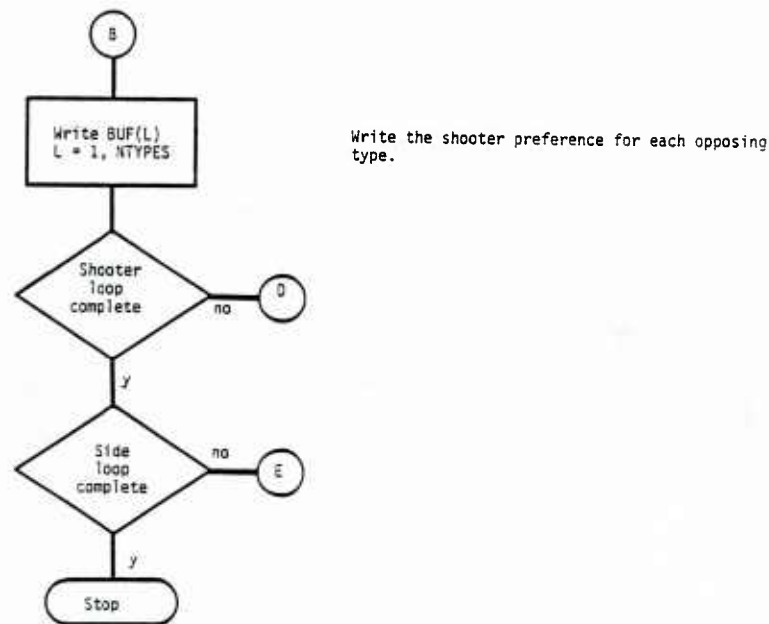 B
Write BUF(L)
L = 1, NTYPES
Write the shooter preference for each opposing
type.
Shooter
loop
complete
no
D
y
Side
loop
complete
no
E
y
Stop